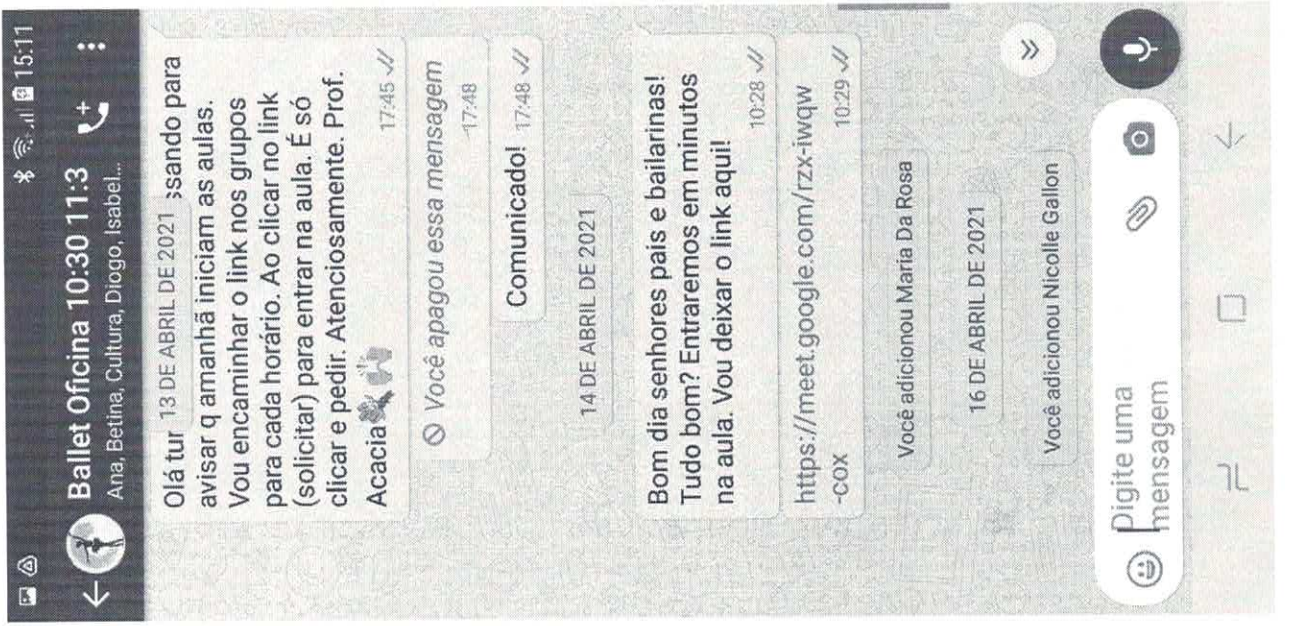 15:11
Ballet Oficina 10:30 11:3
Ana, Betina, Cultura, Diogo, Isabel...
13 DE ABRIL DE 2021
Olá tur ssando para
avisar q amanhã iniciam as aulas.
Vou encaminhar o link nos grupos
para cada horário. Ao clicar no link
(solicitar) para entrar na aula. É só
clicar e pedir. Atenciosamente. Prof.
Acacia
17:45
Você apagou essa mensagem
17:48
Comunicado! 17:48
14 DE ABRIL DE 2021
Bom dia senhores pais e bailarinas!
Tudo bom? Entraremos em minutos
na aula. Vou deixar o link aqui!
10:28
https://meet.google.com/rzx-iwqw
-cox
10:29
Você adicionou Maria Da Rosa
16 DE ABRIL DE 2021
Você adicionou Nicolle Gallon
Digite uma
mensagem